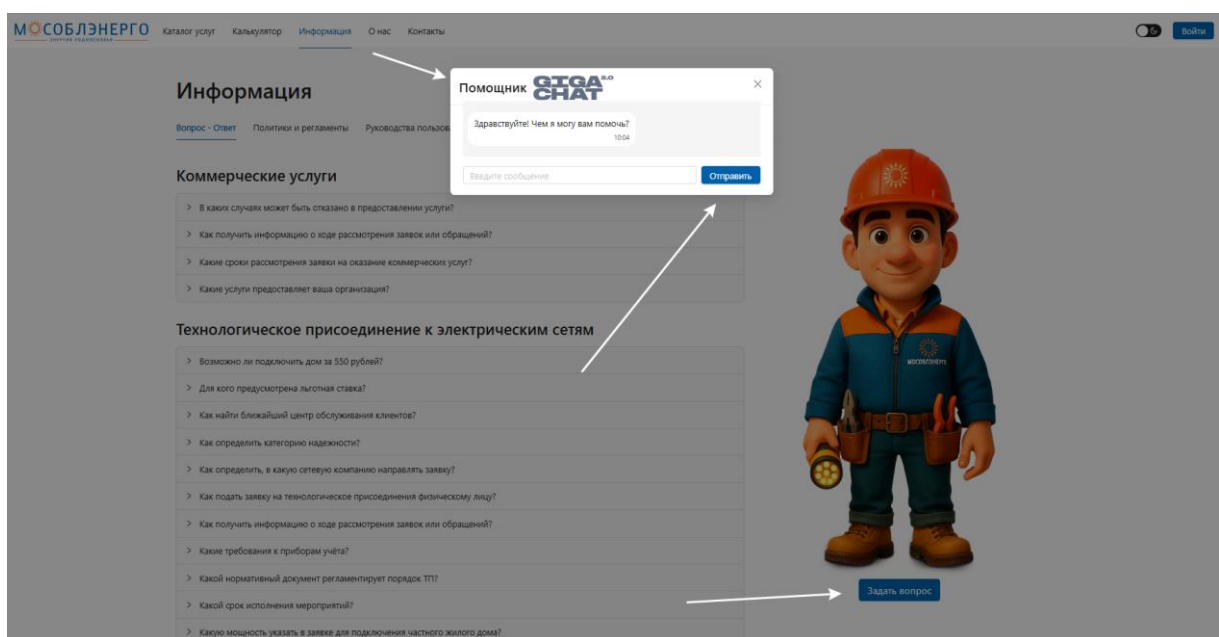 МОСОБЛЭНЕРГО
ЭНЕРГИЯ ПОДМОСКОВЬЯ
Каталог услуг Калькулятор Информация О нас Контакты
Войти
Информация
Вопрос - Ответ Политики и регламенты Руководства пользов
Помощник GIGA CHAT 2.0
Здравствуйте! Чем я могу вам помочь?
10:04
Введите сообщение
Отправить
Коммерческие услуги
В каких случаях может быть отказано в предоставлении услуги?
Как получить информацию о ходе рассмотрения заявок или обращений?
Какие сроки рассмотрения заявки на оказание коммерческих услуг?
Какие услуги предоставляет ваша организация?
Технологическое присоединение к электрическим сетям
Возможно ли подключить дом за 550 рублей?
Для кого предусмотрена льготная ставка?
Как найти ближайший центр обслуживания клиентов?
Как определить категорию надежности?
Как определить, в какую сетевую компанию направлять заявку?
Как подать заявку на технологическое присоединения физическому лицу?
Как получить информацию о ходе рассмотрения заявок или обращений?
Какие требования к приборам учёта?
Какой нормативный документ регламентирует порядок ТП?
Какой срок исполнения мероприятий?
Какую мощность указать в заявке для подключения частного жилого дома?
Задать вопрос